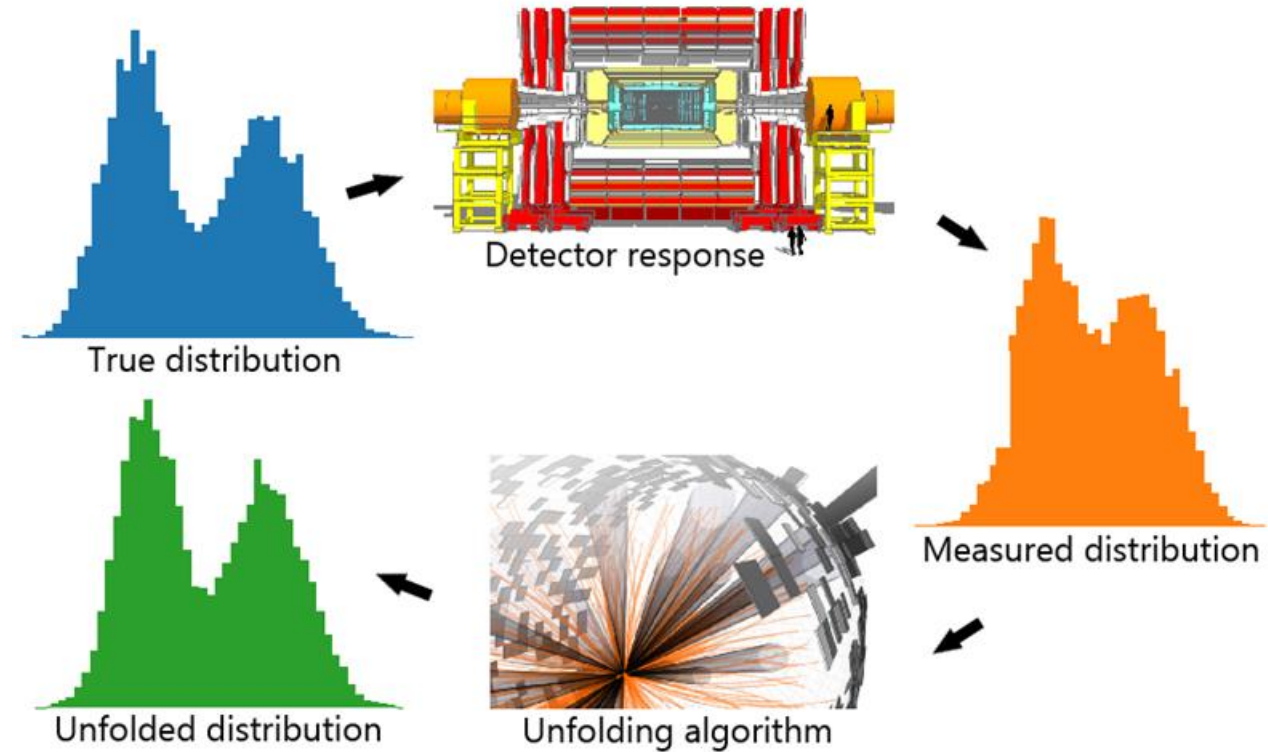 True distribution
Detector response
Measured distribution
Unfolding algorithm
Unfolded distribution